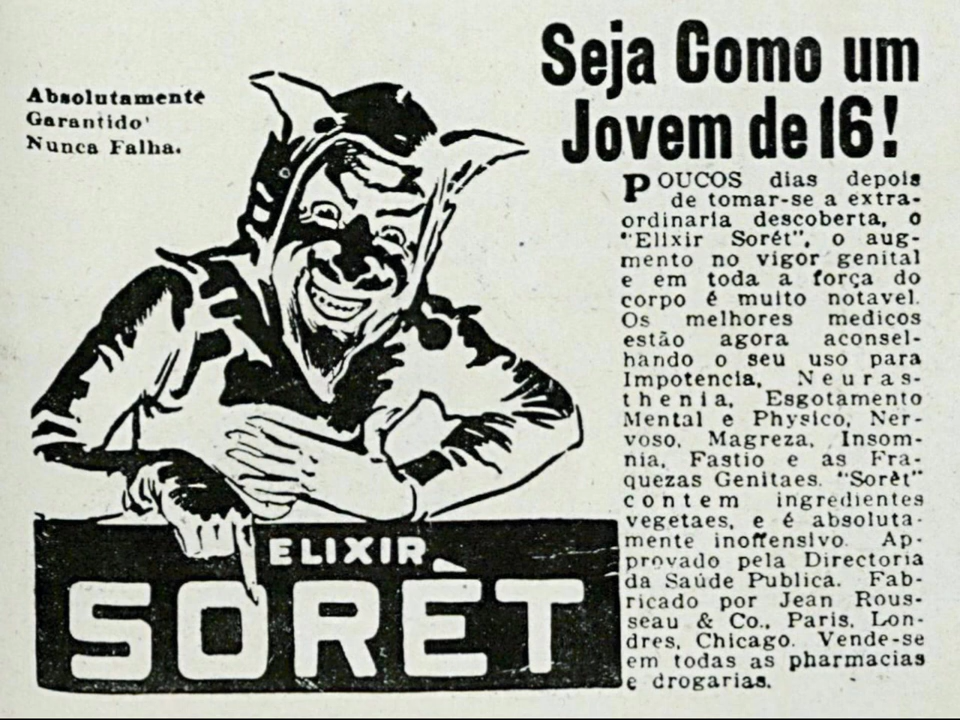 Absolutamente
Garantido
Nunca Falha.
Seja Como um
Jovem de 16!
POUCOS dias depois
de tomar-se a extra-
ordinaria descoberta, o
"Elixir Sorêt", o aug-
mento no vigor genital
e em toda a força do
corpo é muito notavel.
Os melhores medicos
estão agora aconsel-
hando o seu uso para
Impotencia, Neuras-
thenia, Esgotamento
Mental e Physico, Ner-
voso, Magreza, Insom-
nia, Fastio e as Fra-
quezas Genitaes. "Sorêt"
contem ingredientes
vegetaes, e é absoluta-
mente inoffensivo. Ap-
provado pela Directoria
da Saúde Publica. Fab-
ricado por Jean Rous-
seau & Co., Paris, Lon-
dres, Chicago. Vende-se
em todas as pharmacias
e drogarias.
ELIXIR
SORÊT